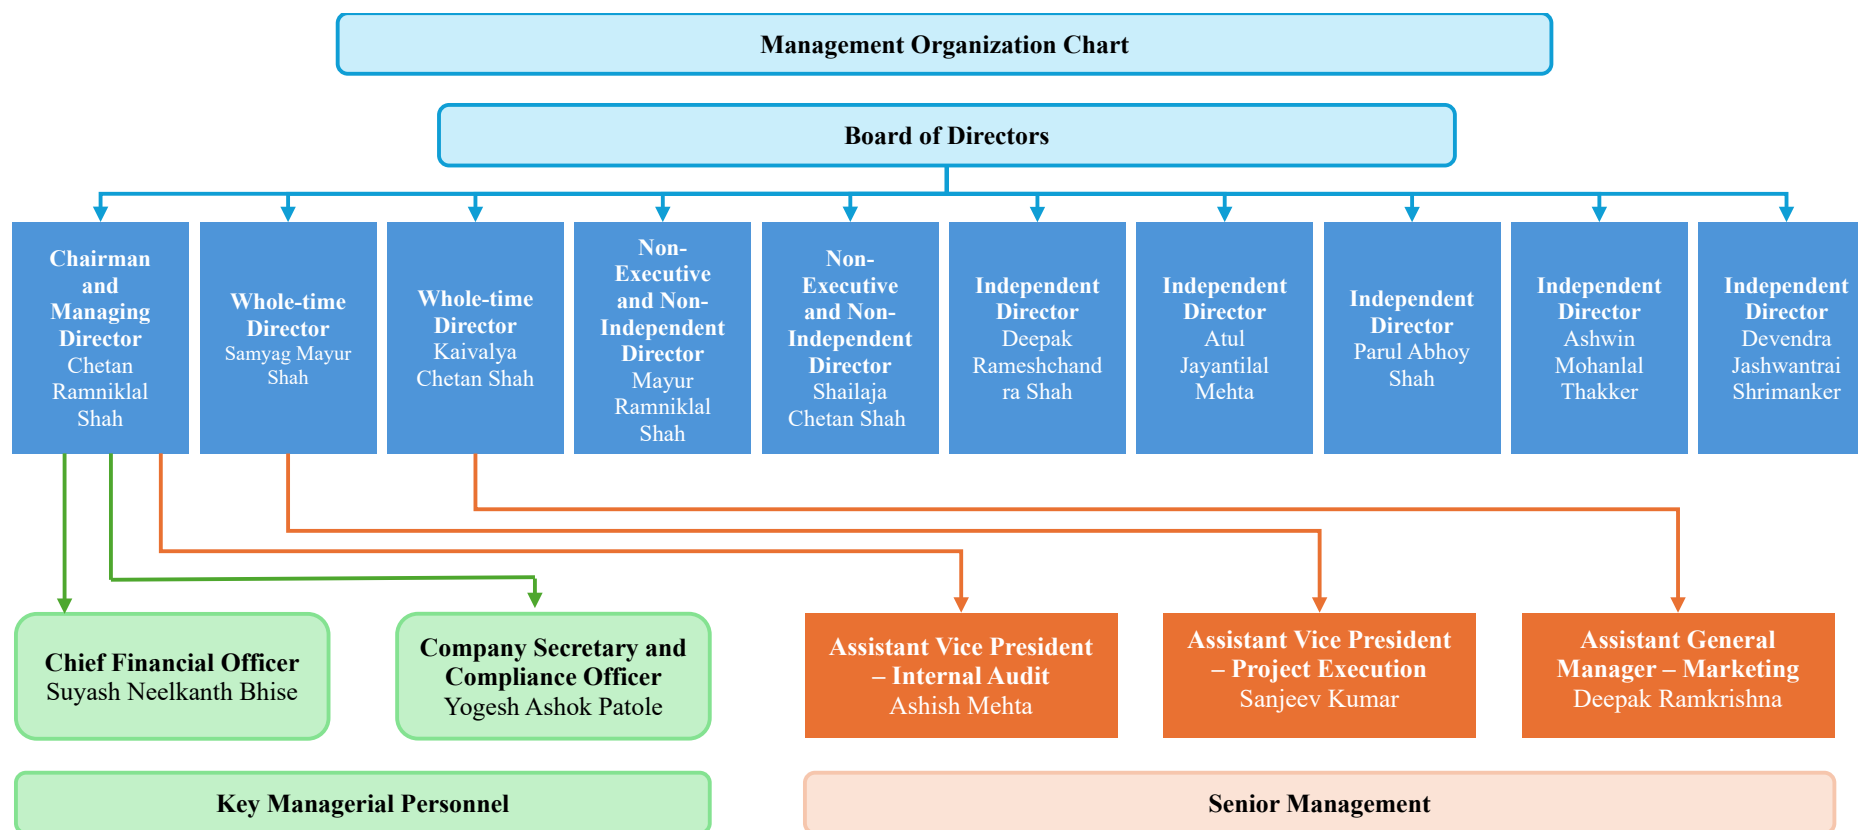 Management Organization Chart
Board of Directors
Chairman
and
Managing
Director
Chetan
Ramniklal
Shah
Whole-time
Director
Samyag Mayur
Shah
Whole-time
Director
Kaivalya
Chetan Shah
Non-
Executive
and Non-
Independent
Director
Mayur
Ramniklal
Shah
Non-
Executive
and Non-
Independent
Director
Shailaja
Chetan Shah
Independent
Director
Deepak
Rameshchand
ra Shah
Independent
Director
Atul
Jayantilal
Mehta
Independent
Director
Parul Abhoy
Shah
Independent
Director
Ashwin
Mohanlal
Thakker
Independent
Director
Devendra
Jashwantrai
Shrimanker
Chief Financial Officer
Suyash Neelkanth Bhise
Company Secretary and
Compliance Officer
Yogesh Ashok Patole
Assistant Vice President
– Internal Audit
Ashish Mehta
Assistant Vice President
– Project Execution
Sanjeev Kumar
Assistant General
Manager – Marketing
Deepak Ramkrishna
Key Managerial Personnel
Senior Management